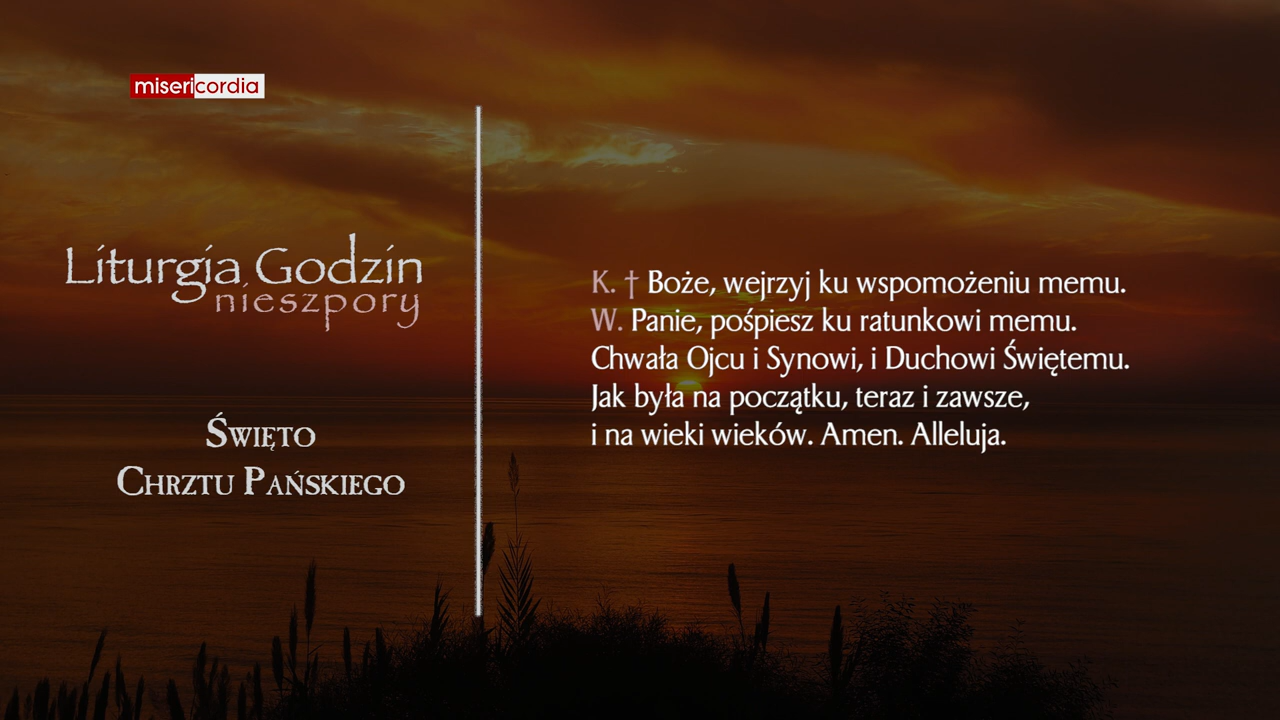 misericordia
Liturgia Godzin
nieszpory
Święto
Chrztu Pańskiego
K. † Boże, wejrzyj ku wspomożeniu memu.
W. Panie, pośpiesz ku ratunkowi memu.
Chwała Ojcu i Synowi, i Duchowi Świętemu.
Jak była na początku, teraz i zawsze,
i na wieki wieków. Amen. Alleluja.